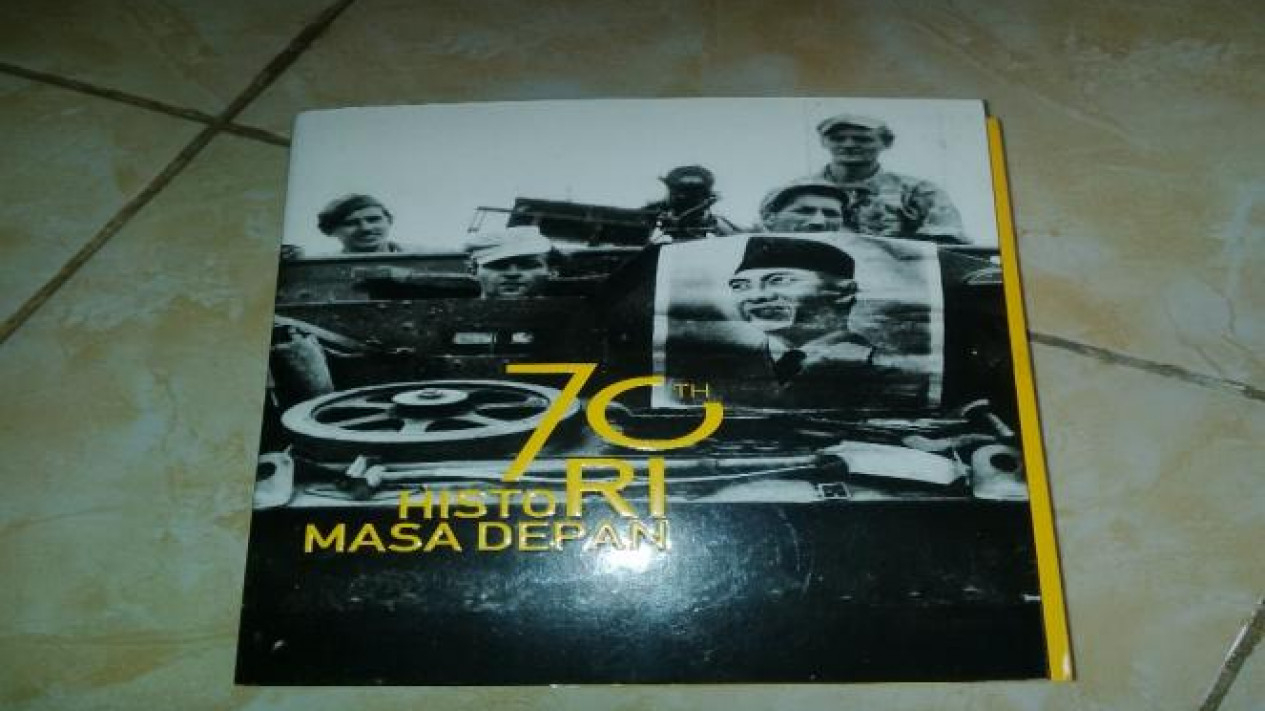 70TH
HISTORI
MASA DEPAN